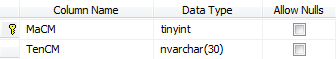 Column Name Data Type Allow Nulls
MaCM tinyint
TenCM nvarchar(30)